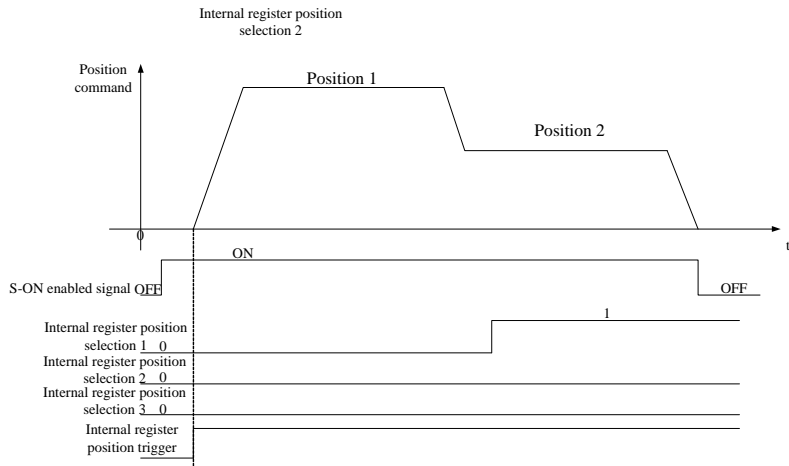 Internal register position
selection 2
Position
command
Position 1
Position 2
0
t
ON
S-ON enabled signal OFF
OFF
1
Internal register position
selection 1 0
Internal register position
selection 2 0
Internal register position
selection 3 0
Internal register
position trigger